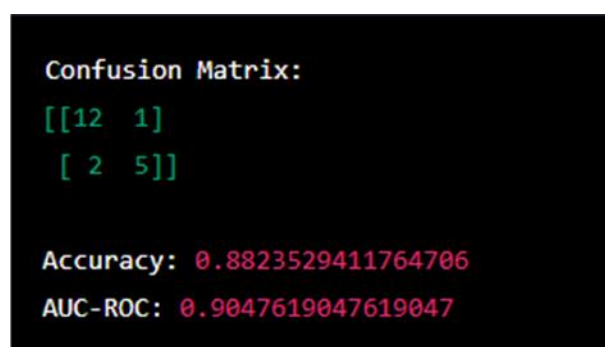 Confusion Matrix:
[[12  1]
 [ 2  5]]
Accuracy: 0.8823529411764706
AUC-ROC: 0.9047619047619047